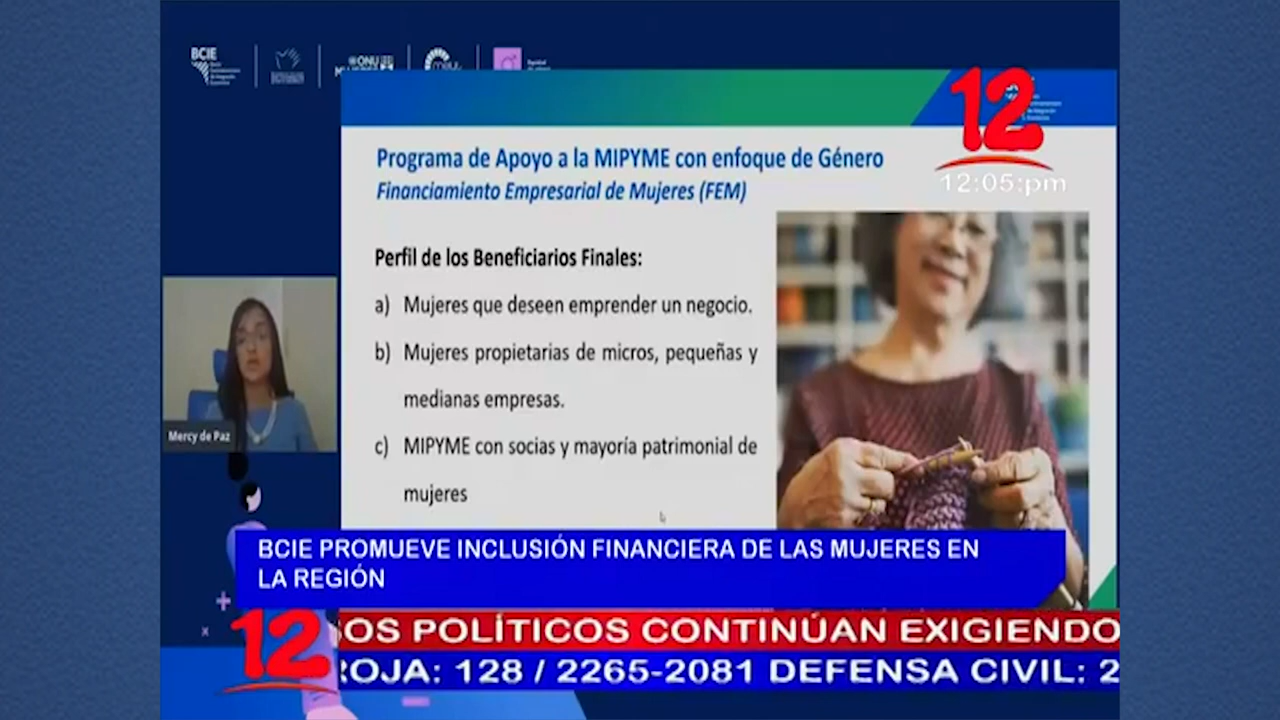 BCIE
ONU
MUJERES
12
12:05:pm
Programa de Apoyo a la MIPYME con enfoque de Género
Financiamiento Empresarial de Mujeres (FEM)
Perfil de los Beneficiarios Finales:
a) Mujeres que deseen emprender un negocio.
b) Mujeres propietarias de micros, pequeñas y
medianas empresas.
c) MIPYME con socias y mayoría patrimonial de
mujeres
Mercy de Paz
BCIE PROMUEVE INCLUSIÓN FINANCIERA DE LAS MUJERES EN
LA REGIÓN
12
OS POLÍTICOS CONTINÚAN EXIGIENDO
ROJA: 128 / 2265-2081 DEFENSA CIVIL: 2